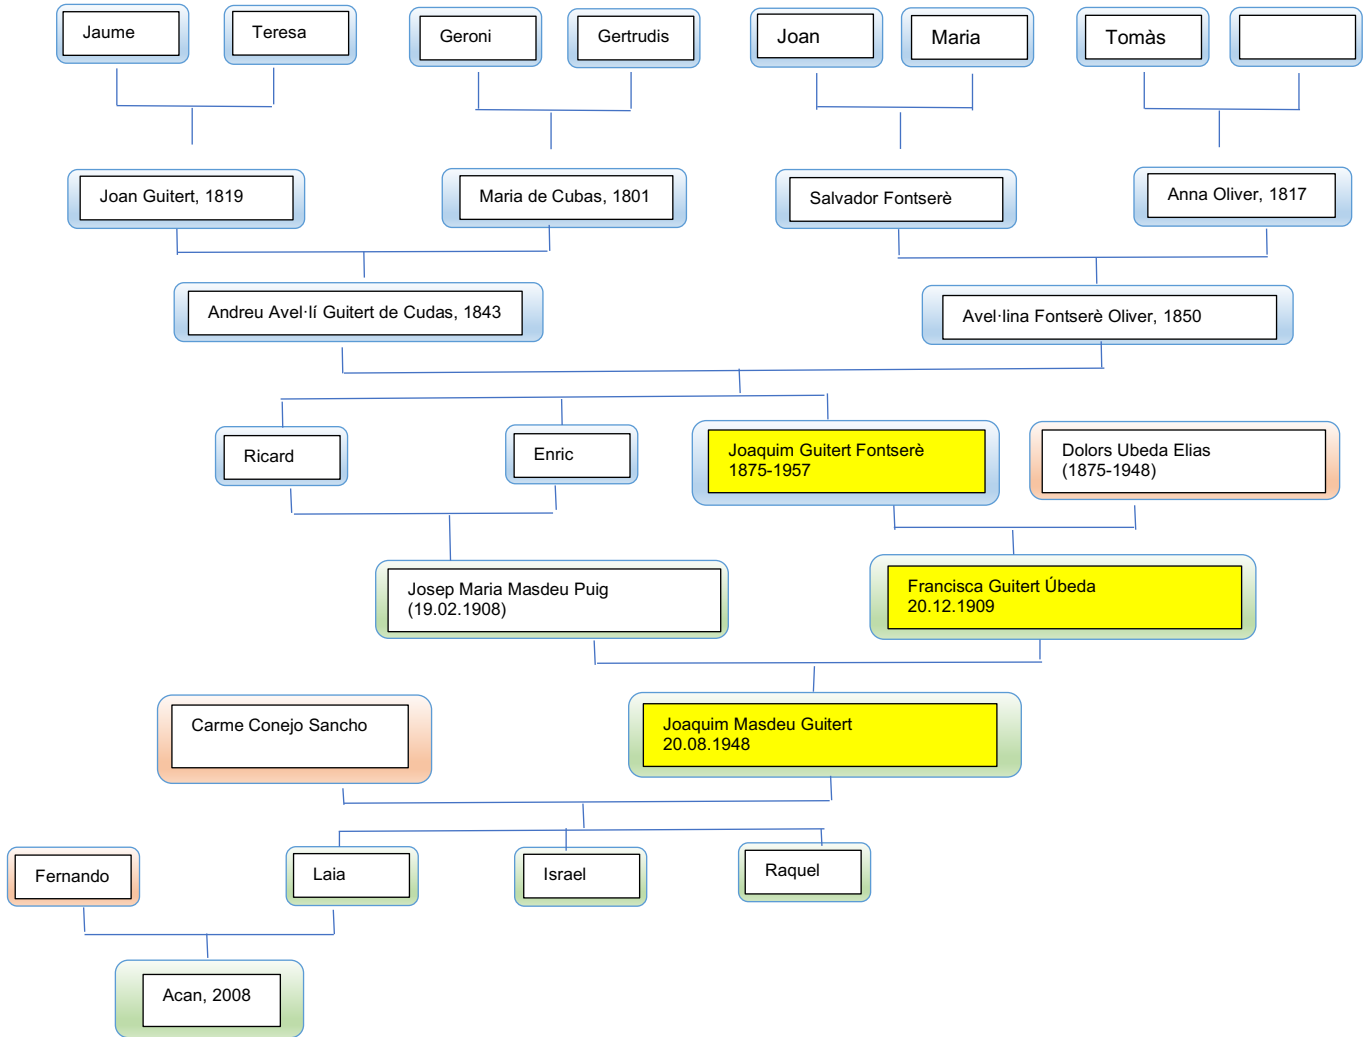 Jaume
Teresa
Geroni
Gertrudis
Joan
Maria
Tomàs
Joan Guitert, 1819
Maria de Cubas, 1801
Salvador Fontserè
Anna Oliver, 1817
Andreu Avel·lí Guitert de Cudas, 1843
Avel·lina Fontserè Oliver, 1850
Ricard
Enric
Joaquim Guitert Fontserè
1875-1957
Dolors Ubeda Elias
(1875-1948)
Josep Maria Masdeu Puig
(19.02.1908)
Francisca Guitert Úbeda
20.12.1909
Carme Conejo Sancho
Joaquim Masdeu Guitert
20.08.1948
Fernando
Laia
Israel
Raquel
Acan, 2008